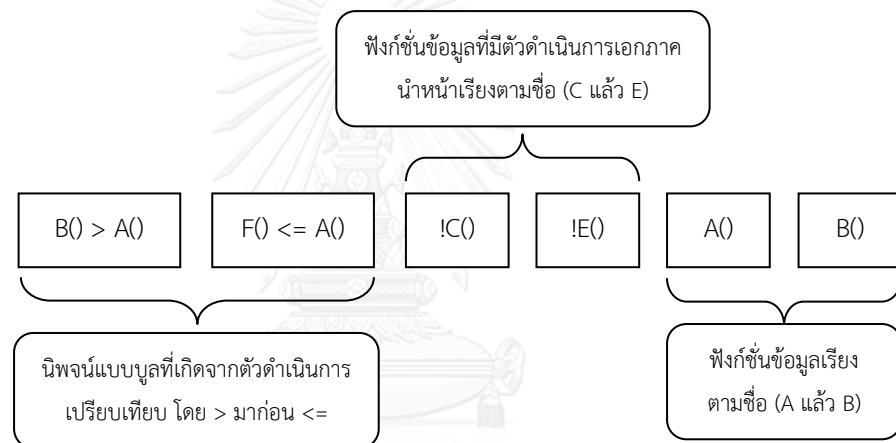 ฟังก์ชั่นข้อมูลที่มีตัวดำเนินการเอกภาค
นำหน้าเรียงตามชื่อ (C แล้ว E)
B() > A()
F() <= A()
!C()
!E()
A()
B()
นิพจน์แบบบูลที่เกิดจากตัวดำเนินการ
เปรียบเทียบ โดย > มาก่อน <=
ฟังก์ชั่นข้อมูลเรียง
ตามชื่อ (A แล้ว B)